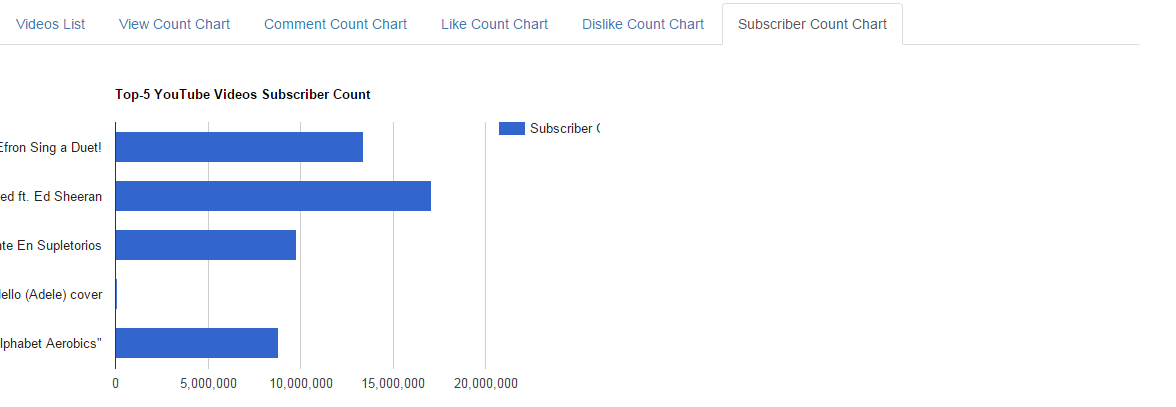 Videos List View Count Chart Comment Count Chart Like Count Chart Dislike Count Chart Subscriber Count Chart
Top-5 YouTube Videos Subscriber Count
Subscriber
Efron Sing a Duet!
ed ft. Ed Sheeran
te En Supletorios
ello (Adele) cover
lphabet Aerobics"
0 5,000,000 10,000,000 15,000,000 20,000,000